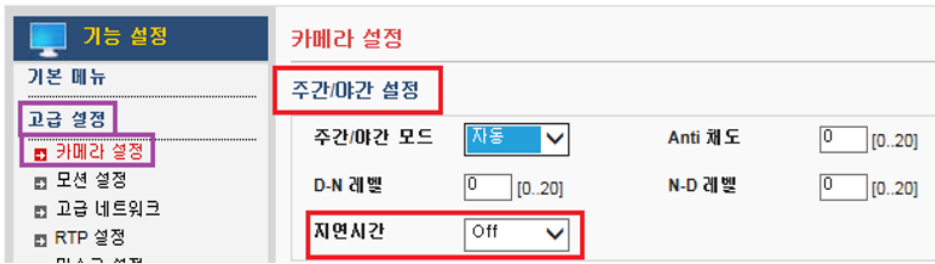 기능 설정
기본 메뉴
고급 설정
카메라 설정
모션 설정
고급 네트워크
RTP 설정
카메라 설정
주간/야간 설정
주간/야간 모드 자동 Anti 채도 0 [0..20]
D-N 레벨 0 [0..20] N-D 레벨 0 [0..20]
지연시간 Off